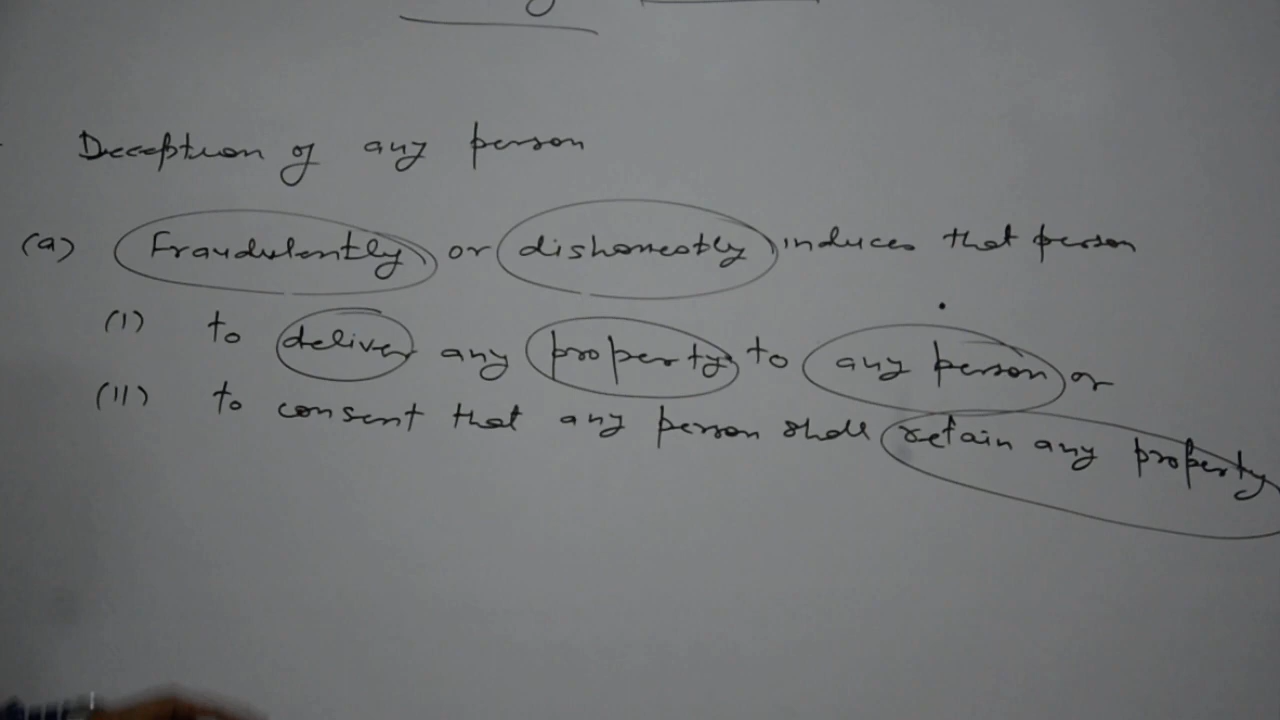 Deception of any person
(a) Fraudulently or dishonestly induces that person
(I) to deliver any property to any person or
(II) to consent that any person shall retain any property